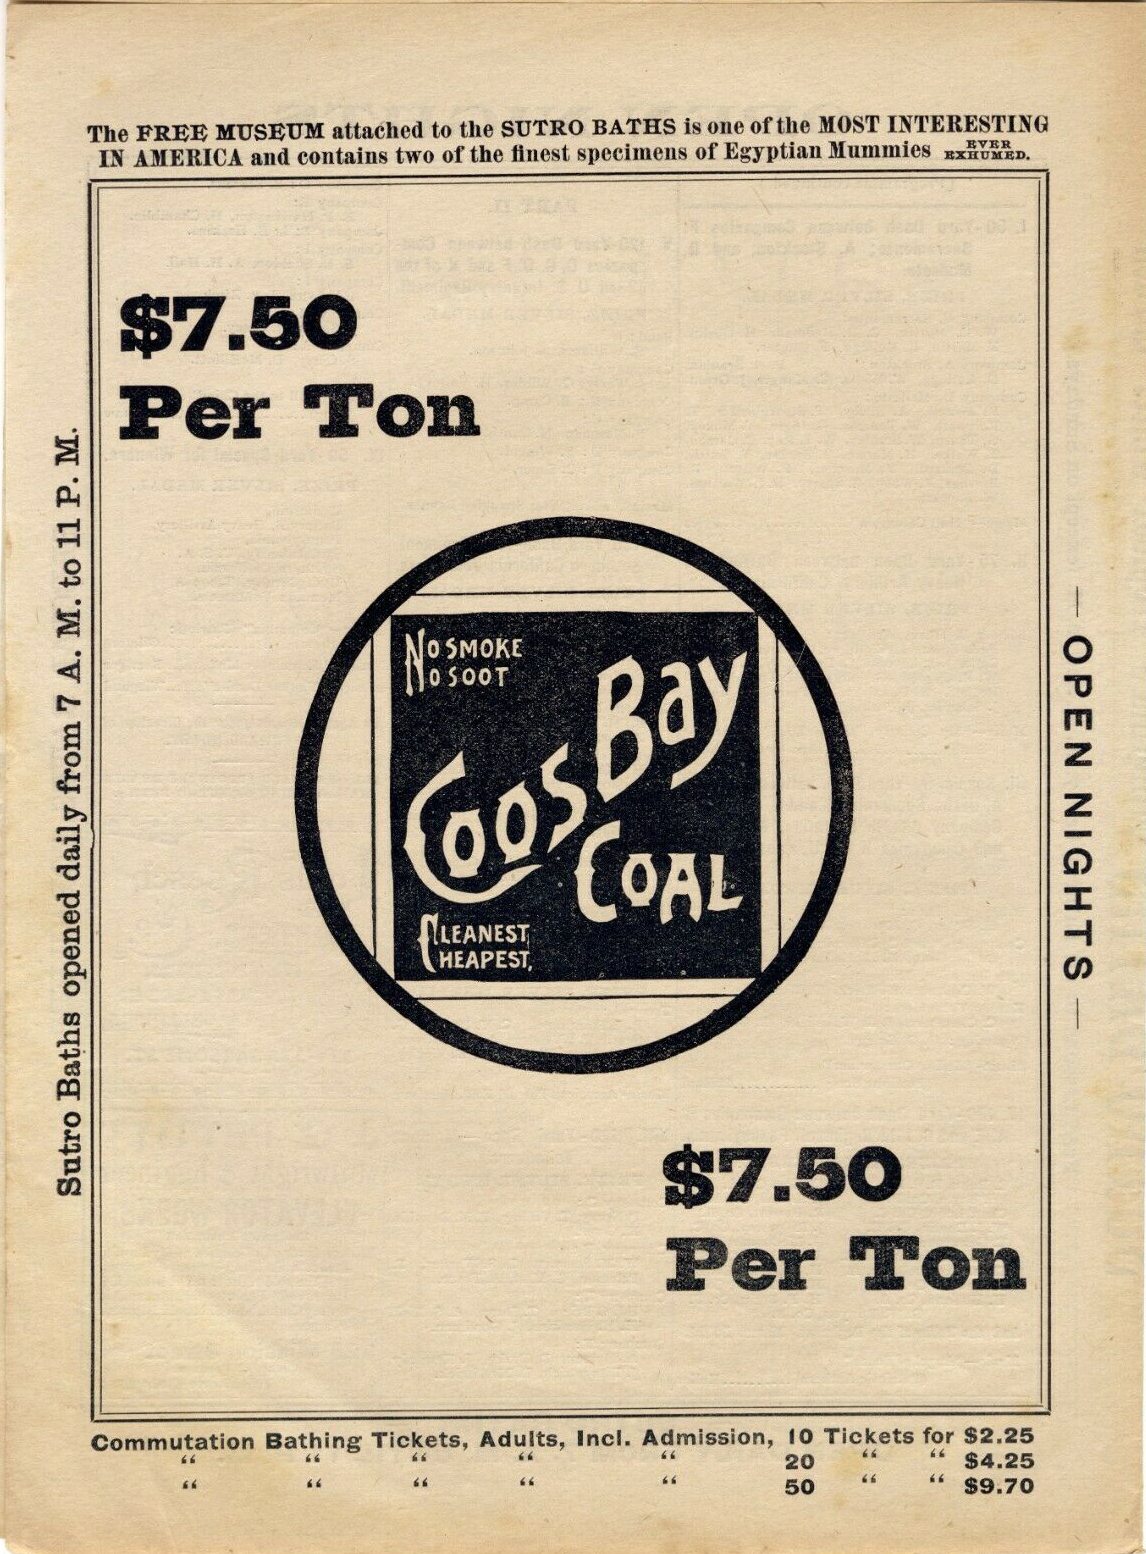 The FREE MUSEUM attached to the SUTRO BATHS is one of the MOST INTERESTING
IN AMERICA and contains two of the finest specimens of Egyptian Mummies EVER EXHUMED.
$7.50
Per Ton
Sutro Baths opened daily from 7 A. M. to 11 P. M.
NO SMOKE
NO SOOT
COOS BAY
COAL
CLEANEST,
CHEAPEST,
— OPEN NIGHTS —
$7.50
Per Ton
Commutation Bathing Tickets, Adults, Incl. Admission, 10 Tickets for $2.25
“ “ “ “ “ 20 “ “ $4.25
“ “ “ “ “ 50 “ “ $9.70